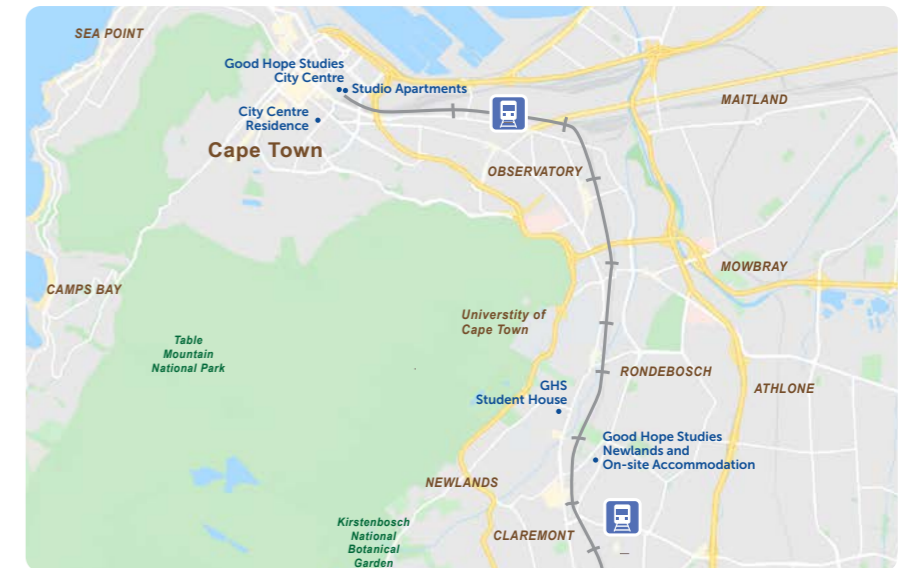 SEA POINT
Good Hope Studies
City Centre
Studio Apartments
City Centre
Residence
Cape Town
MAITLAND
OBSERVATORY
CAMPS BAY
MOWBRAY
Universtity of
Cape Town
Table
Mountain
National Park
RONDEBOSCH
ATHLONE
GHS
Student House
Good Hope Studies
Newlands and
On-site Accommodation
NEWLANDS
Kirstenbosch
National
Botanical
Garden
CLAREMONT